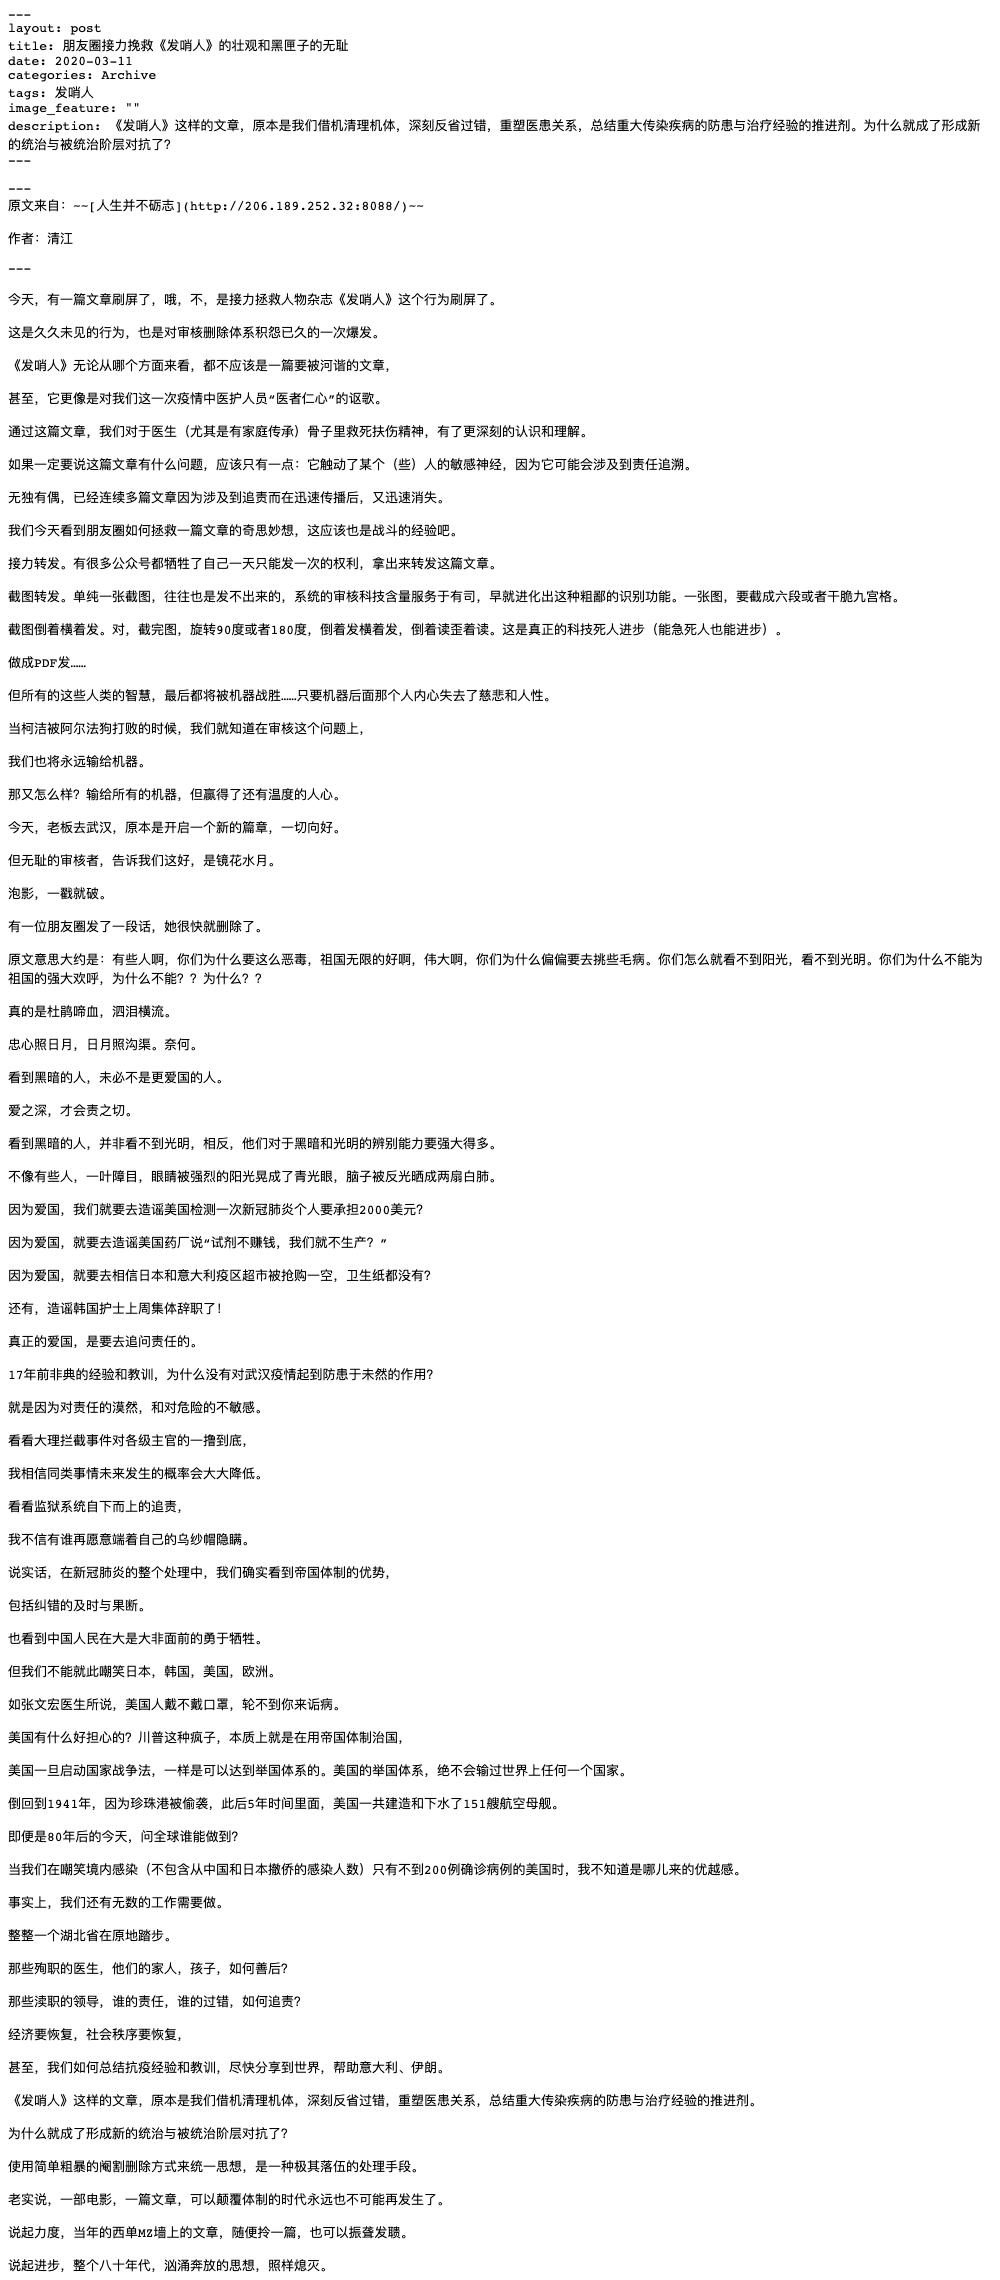 ---
layout: post
title: 朋友圈接力挽救《发哨人》的壮观和黑匣子的无耻
date: 2020-03-11
categories: Archive
tags: 发哨人
image_feature: ""
description: 《发哨人》这样的文章，原本是我们借机清理机体，深刻反省过错，重塑医患关系，总结重大传染疾病的防患与治疗经验的推进剂。为什么就成了形成新
的统治与被统治阶层对抗了？
---
---
原文来自：~~[人生并不砺志](http://206.189.252.32:8088/)~~
作者：清江
---
今天，有一篇文章刷屏了，哦，不，是接力拯救人物杂志《发哨人》这个行为刷屏了。
这是久久未见的行为，也是对审核删除体系积怨已久的一次爆发。
《发哨人》无论从哪个方面来看，都不应该是一篇要被河谐的文章，
甚至，它更像是对我们这一次疫情中医护人员“医者仁心”的讴歌。
通过这篇文章，我们对于医生（尤其是有家庭传承）骨子里救死扶伤精神，有了更深刻的认识和理解。
如果一定要说这篇文章有什么问题，应该只有一点：它触动了某个（些）人的敏感神经，因为它可能会涉及到责任追溯。
无独有偶，已经连续多篇文章因为涉及到追责而在迅速传播后，又迅速消失。
我们今天看到朋友圈如何拯救一篇文章的奇思妙想，这应该也是战斗的经验吧。
接力转发。有很多公众号都牺牲了自己一天只能发一次的权利，拿出来转发这篇文章。
截图转发。单纯一张截图，往往也是发不出来的，系统的审核科技含量服务于有司，早就进化出这种粗鄙的识别功能。一张图，要截成六段或者干脆九宫格。
截图倒着横着发。对，截完图，旋转90度或者180度，倒着发横着发，倒着读歪着读。这是真正的科技死人进步（能急死人也能进步）。
做成PDF发……
但所有的这些人类的智慧，最后都将被机器战胜……只要机器后面那个人内心失去了慈悲和人性。
当柯洁被阿尔法狗打败的时候，我们就知道在审核这个问题上，
我们也将永远输给机器。
那又怎么样？输给所有的机器，但赢得了还有温度的人心。
今天，老板去武汉，原本是开启一个新的篇章，一切向好。
但无耻的审核者，告诉我们这好，是镜花水月。
泡影，一戳就破。
有一位朋友圈发了一段话，她很快就删除了。
原文意思大约是：有些人啊，你们为什么要这么恶毒，祖国无限的好啊，伟大啊，你们为什么偏偏要去挑些毛病。你们怎么就看不到阳光，看不到光明。你们为什么不能为
祖国的强大欢呼，为什么不能？？为什么？？
真的是杜鹃啼血，泗泪横流。
忠心照日月，日月照沟渠。奈何。
看到黑暗的人，未必不是更爱国的人。
爱之深，才会责之切。
看到黑暗的人，并非看不到光明，相反，他们对于黑暗和光明的辨别能力要强大得多。
不像有些人，一叶障目，眼睛被强烈的阳光晃成了青光眼，脑子被反光晒成两扇白肺。
因为爱国，我们就要去造谣美国检测一次新冠肺炎个人要承担2000美元？
因为爱国，就要去造谣美国药厂说“试剂不赚钱，我们就不生产？”
因为爱国，就要去相信日本和意大利疫区超市被抢购一空，卫生纸都没有？
还有，造谣韩国护士上周集体辞职了！
真正的爱国，是要去追问责任的。
17年前非典的经验和教训，为什么没有对武汉疫情起到防患于未然的作用？
就是因为对责任的漠然，和对危险的不敏感。
看看大理拦截事件对各级主官的一撸到底，
我相信同类事情未来发生的概率会大大降低。
看看监狱系统自下而上的追责，
我不信有谁再愿意端着自己的乌纱帽隐瞒。
说实话，在新冠肺炎的整个处理中，我们确实看到帝国体制的优势，
包括纠错的及时与果断。
也看到中国人民在大是大非面前的勇于牺牲。
但我们不能就此嘲笑日本，韩国，美国，欧洲。
如张文宏医生所说，美国人戴不戴口罩，轮不到你来诟病。
美国有什么好担心的？川普这种疯子，本质上就是在用帝国体制治国，
美国一旦启动国家战争法，一样是可以达到举国体系的。美国的举国体系，绝不会输过世界上任何一个国家。
倒回到1941年，因为珍珠港被偷袭，此后5年时间里面，美国一共建造和下水了151艘航空母舰。
即便是80年后的今天，问全球谁能做到？
当我们在嘲笑境内感染（不包含从中国和日本撤侨的感染人数）只有不到200例确诊病例的美国时，我不知道是哪儿来的优越感。
事实上，我们还有无数的工作需要做。
整整一个湖北省在原地踏步。
那些殉职的医生，他们的家人，孩子，如何善后？
那些渎职的领导，谁的责任，谁的过错，如何追责？
经济要恢复，社会秩序要恢复，
甚至，我们如何总结抗疫经验和教训，尽快分享到世界，帮助意大利、伊朗。
《发哨人》这样的文章，原本是我们借机清理机体，深刻反省过错，重塑医患关系，总结重大传染疾病的防患与治疗经验的推进剂。
为什么就成了形成新的统治与被统治阶层对抗了？
使用简单粗暴的阉割删除方式来统一思想，是一种极其落伍的处理手段。
老实说，一部电影，一篇文章，可以颠覆体制的时代永远也不可能再发生了。
说起力度，当年的西单MZ墙上的文章，随便拎一篇，也可以振聋发聩。
说起进步，整个八十年代，汹涌奔放的思想，照样熄灭。